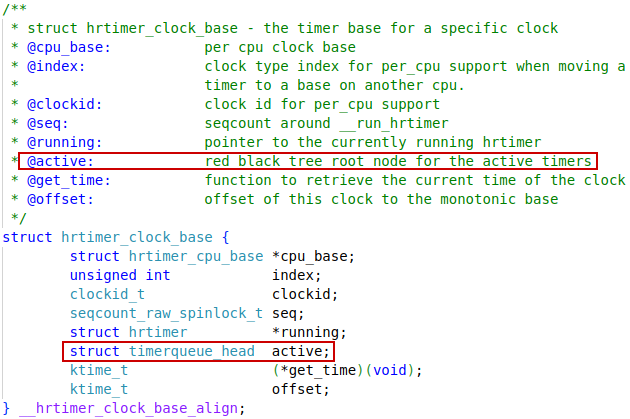 /**
 * struct hrtimer_clock_base - the timer base for a specific clock
 * @cpu_base:            per cpu clock base
 * @index:               clock type index for per_cpu support when moving a
 *                       timer to a base on another cpu.
 * @clockid:             clock id for per_cpu support
 * @seq:                 seqcount around __run_hrtimer
 * @running:             pointer to the currently running hrtimer
 * @active:              red black tree root node for the active timers
 * @get_time:            function to retrieve the current time of the clock
 * @offset:              offset of this clock to the monotonic base
 */
struct hrtimer_clock_base {
        struct hrtimer_cpu_base *cpu_base;
        unsigned int            index;
        clockid_t               clockid;
        seqcount_raw_spinlock_t seq;
        struct hrtimer          *running;
        struct timerqueue_head  active;
        ktime_t                 (*get_time)(void);
        ktime_t                 offset;
} __hrtimer_clock_base_align;